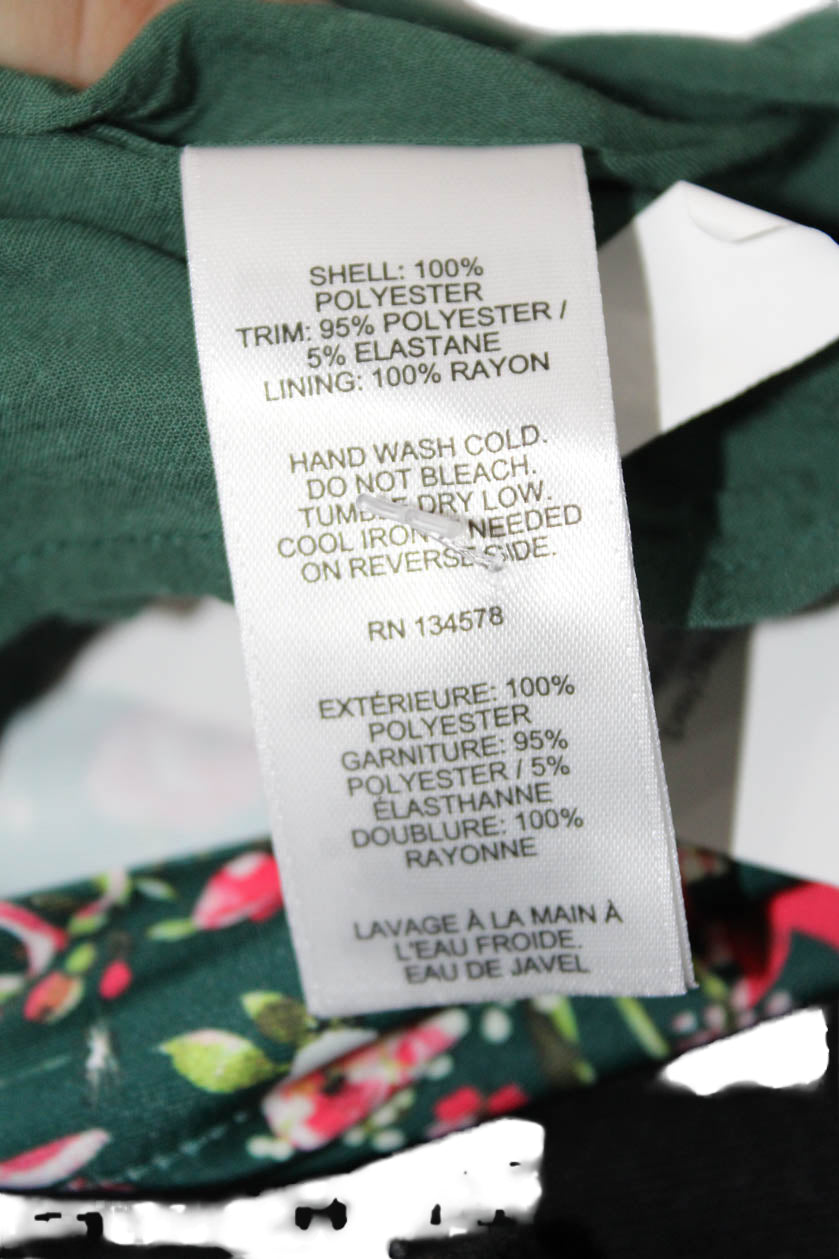 SHELL: 100%
POLYESTER
TRIM: 95% POLYESTER /
5% ELASTANE
LINING: 100% RAYON
HAND WASH COLD.
DO NOT BLEACH.
TUMBLE DRY LOW.
COOL IRON NEEDED
ON REVERSE SIDE.
RN 134578
EXTÉRIEURE: 100%
POLYESTER
GARNITURE: 95%
POLYESTER / 5%
ÉLASTHANNE
DOUBLURE: 100%
RAYONNE
LAVAGE À LA MAIN À
L'EAU FROIDE.
EAU DE JAVEL